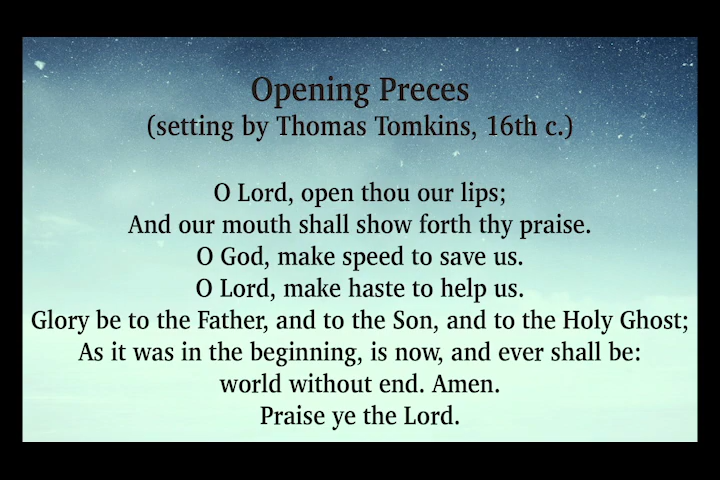 Opening Preces
(setting by Thomas Tomkins, 16th c.)
O Lord, open thou our lips;
And our mouth shall show forth thy praise.
O God, make speed to save us.
O Lord, make haste to help us.
Glory be to the Father, and to the Son, and to the Holy Ghost;
As it was in the beginning, is now, and ever shall be:
world without end. Amen.
Praise ye the Lord.